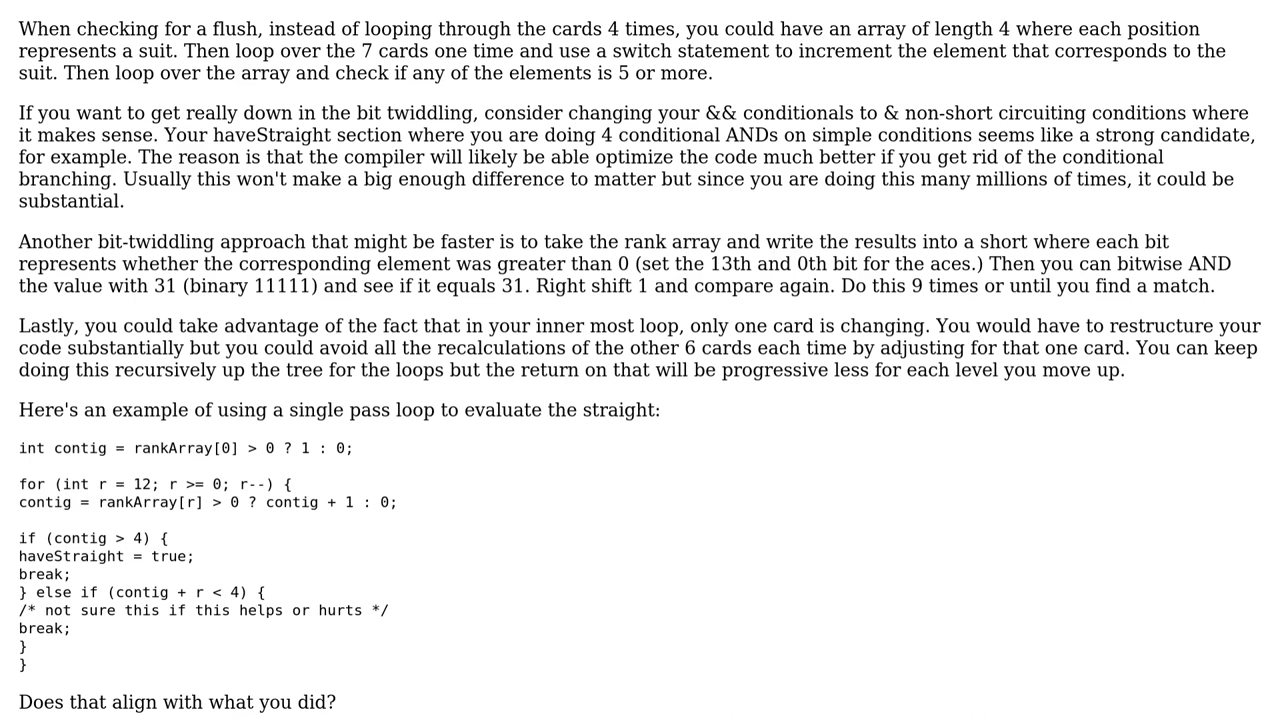 When checking for a flush, instead of looping through the cards 4 times, you could have an array of length 4 where each position
represents a suit. Then loop over the 7 cards one time and use a switch statement to increment the element that corresponds to the
suit. Then loop over the array and check if any of the elements is 5 or more.
If you want to get really down in the bit twiddling, consider changing your && conditionals to & non-short circuiting conditions where
it makes sense. Your haveStraight section where you are doing 4 conditional ANDs on simple conditions seems like a strong candidate,
for example. The reason is that the compiler will likely be able optimize the code much better if you get rid of the conditional
branching. Usually this won't make a big enough difference to matter but since you are doing this many millions of times, it could be
substantial.
Another bit-twiddling approach that might be faster is to take the rank array and write the results into a short where each bit
represents whether the corresponding element was greater than 0 (set the 13th and 0th bit for the aces.) Then you can bitwise AND
the value with 31 (binary 11111) and see if it equals 31. Right shift 1 and compare again. Do this 9 times or until you find a match.
Lastly, you could take advantage of the fact that in your inner most loop, only one card is changing. You would have to restructure your
code substantially but you could avoid all the recalculations of the other 6 cards each time by adjusting for that one card. You can keep
doing this recursively up the tree for the loops but the return on that will be progressive less for each level you move up.
Here's an example of using a single pass loop to evaluate the straight:
int contig = rankArray[0] > 0 ? 1 : 0;
for (int r = 12; r >= 0; r--) {
contig = rankArray[r] > 0 ? contig + 1 : 0;
if (contig > 4) {
haveStraight = true;
break;
} else if (contig + r < 4) {
/* not sure this if this helps or hurts */
break;
}
}
Does that align with what you did?